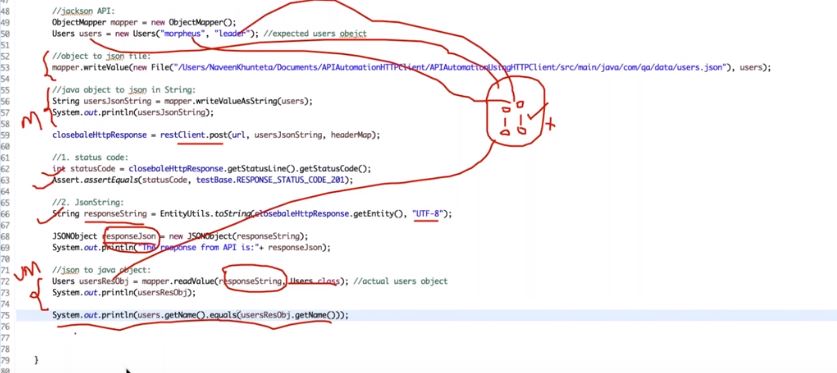 47
48 //jackson API:
49 ObjectMapper mapper = new ObjectMapper();
50 Users users = new Users("morpheus", "leader"); //expected users obejct
51
52 //object to json file:
53 mapper.writeValue(new File("/Users/NaveenKhunteta/Documents/APIAutomationHTTPClient/APIAutomationUsingHTTPClient/src/main/java/com/qa/data/users.json"), users);
54
55 //java object to json in String:
56 String usersJsonString = mapper.writeValueAsString(users);
57 System.out.println(usersJsonString);
58
M
59 closebaleHttpResponse = restClient.post(url, usersJsonString, headerMap);
60
61 //1. status code:
62 int statusCode = closebaleHttpResponse.getStatusLine().getStatusCode();
63 Assert.assertEquals(statusCode, testBase.RESPONSE_STATUS_CODE_201);
64
65 //2. JsonString:
66 String responseString = EntityUtils.toString(closebaleHttpResponse.getEntity(), "UTF-8");
67
68 JSONObject responseJson = new JSONObject(responseString);
69 System.out.println("The response from API is:"+ responseJson);
70
71 //json to java object:
UM
72 Users usersResObj = mapper.readValue(responseString, Users.class); //actual Users object
73 System.out.println(usersResObj);
74
75 System.out.println(users.getName().equals(usersResObj.getName()));
76
77
78
79 }
80